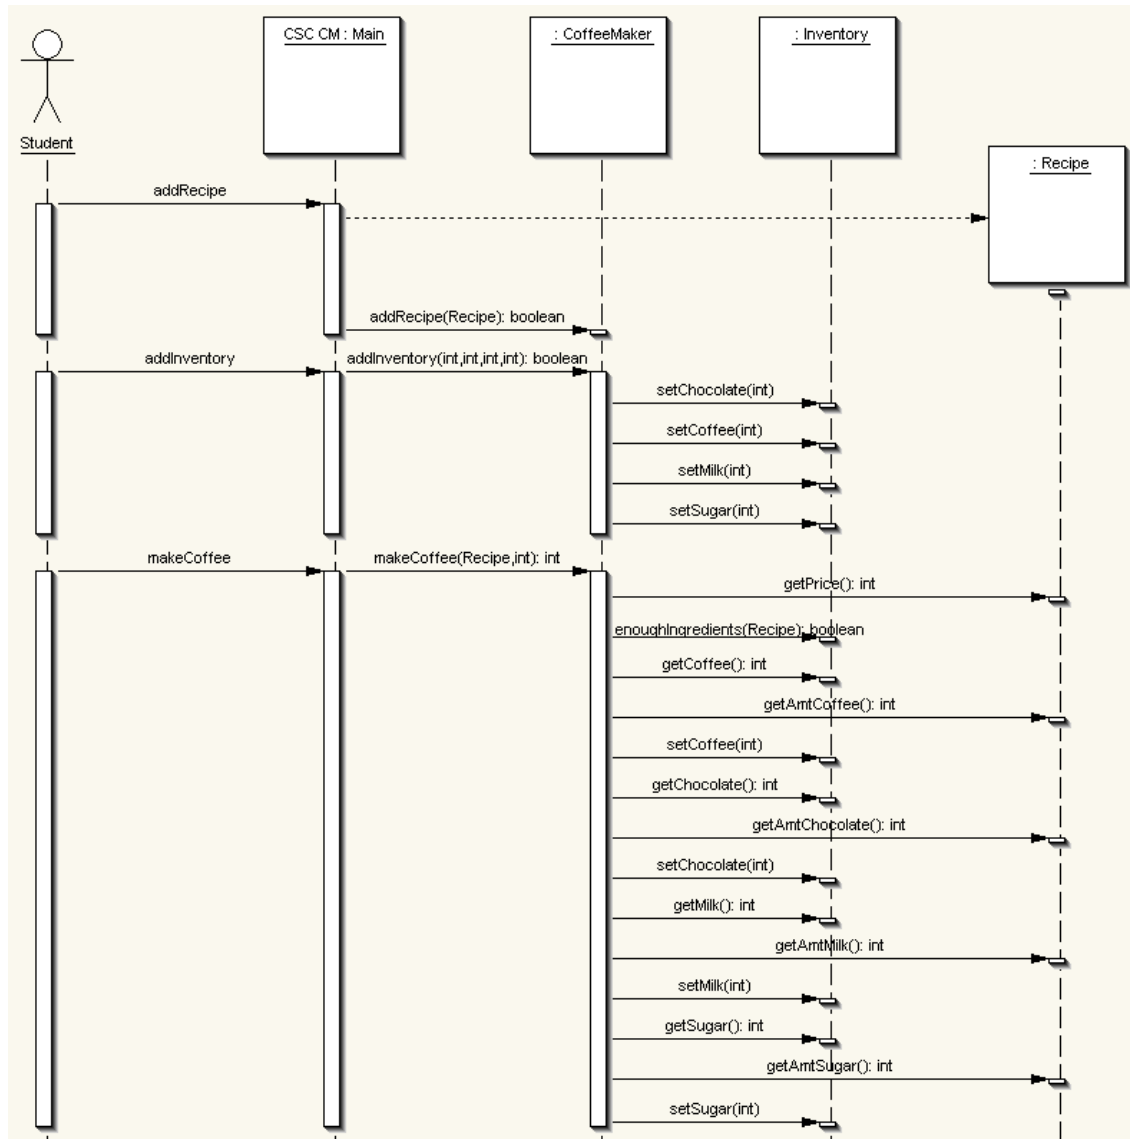 CSC CM : Main
: CoffeeMaker
: Inventory
Student
: Recipe
addRecipe
addRecipe(Recipe): boolean
addInventory
addInventory(int,int,int,int): boolean
setChocolate(int)
setCoffee(int)
setMilk(int)
setSugar(int)
makeCoffee
makeCoffee(Recipe,int): int
getPrice(): int
enoughIngredients(Recipe): boolean
getCoffee(): int
getAmtCoffee(): int
setCoffee(int)
getChocolate(): int
getAmtChocolate(): int
setChocolate(int)
getMilk(): int
getAmtMilk(): int
setMilk(int)
getSugar(): int
getAmtSugar(): int
setSugar(int)